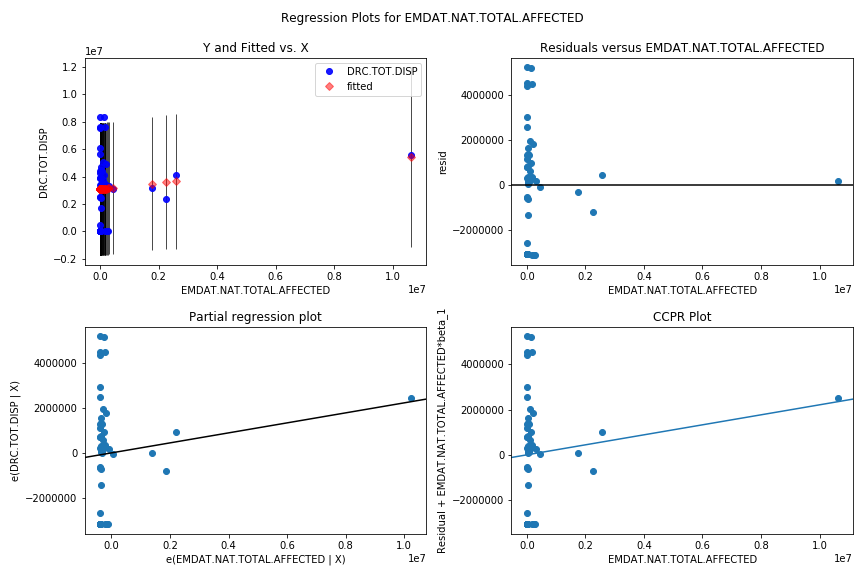 Regression Plots for EMDAT.NAT.TOTAL.AFFECTED
Y and Fitted vs. X
1e7
DRC.TOT.DISP
fitted
1.2
1.0
0.8
0.6
0.4
0.2
0.0
−0.2
DRC.TOT.DISP
0.0 0.2 0.4 0.6 0.8 1.0
1e7
EMDAT.NAT.TOTAL.AFFECTED
Residuals versus EMDAT.NAT.TOTAL.AFFECTED
4000000
2000000
0
−2000000
resid
0.0 0.2 0.4 0.6 0.8 1.0
1e7
EMDAT.NAT.TOTAL.AFFECTED
Partial regression plot
4000000
2000000
0
−2000000
e(DRC.TOT.DISP | X)
0.0 0.2 0.4 0.6 0.8 1.0
1e7
e(EMDAT.NAT.TOTAL.AFFECTED | X)
CCPR Plot
4000000
2000000
0
−2000000
Residual + EMDAT.NAT.TOTAL.AFFECTED*beta_1
0.0 0.2 0.4 0.6 0.8 1.0
1e7
EMDAT.NAT.TOTAL.AFFECTED